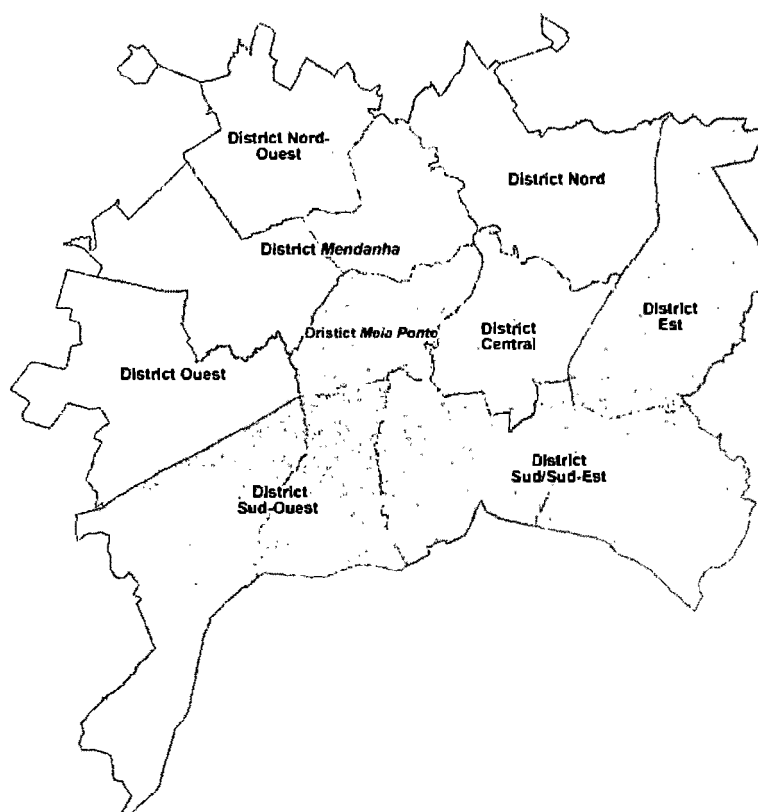 District Nord-
Ouest
District Nord
District Mendanha
District
Est
Dristict Meia Ponte
District
Central
District Ouest
District
Sud/Sud-Est
District
Sud-Ouest